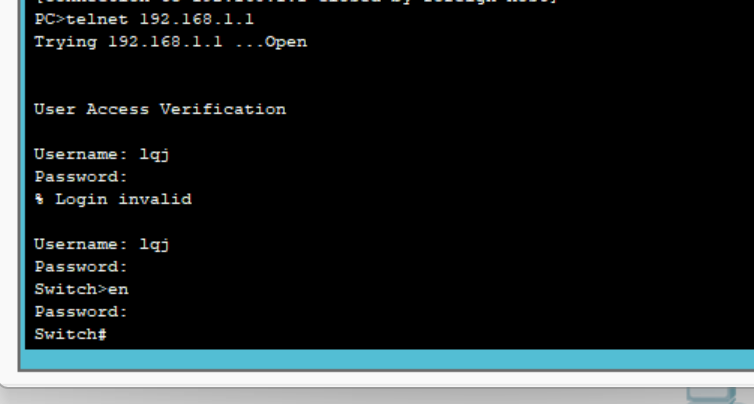 PC>telnet 192.168.1.1
Trying 192.168.1.1 ...Open
User Access Verification
Username: lqj
Password:
% Login invalid
Username: lqj
Password:
Switch>en
Password:
Switch#